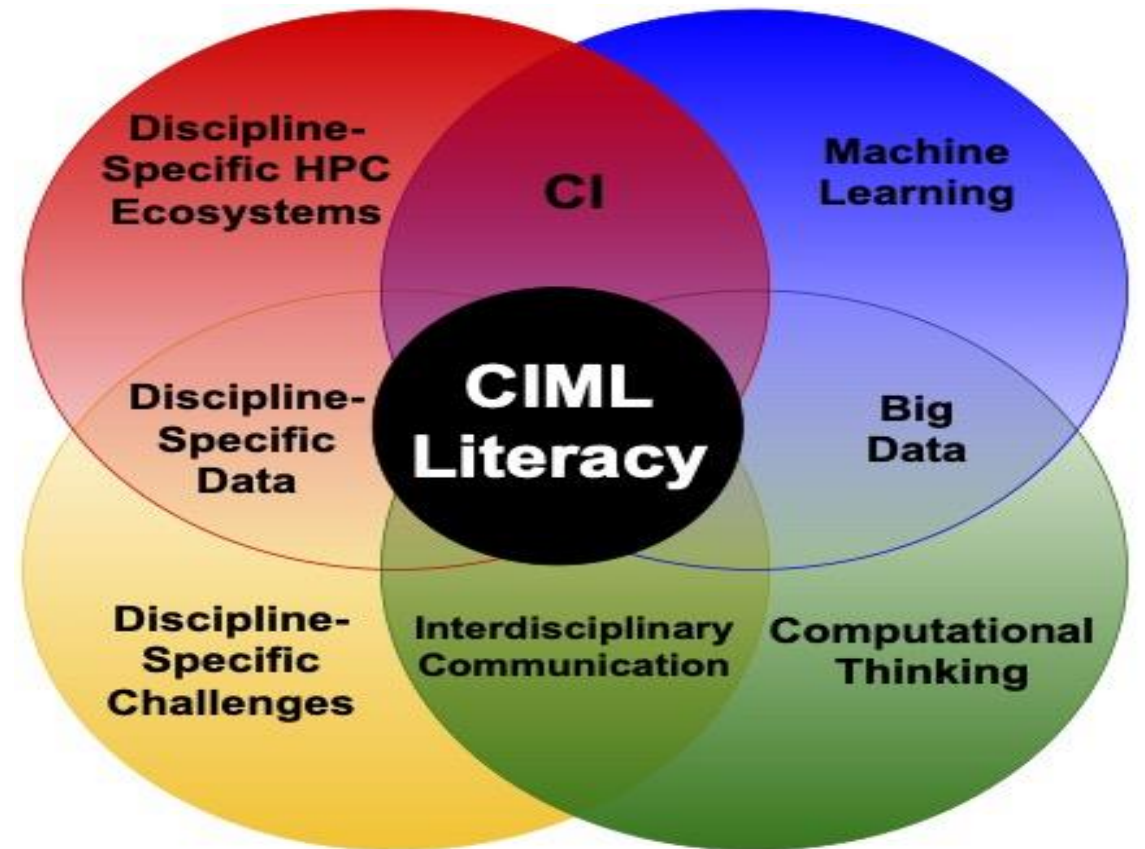 Discipline-
Specific HPC
Ecosystems
CI
Machine
Learning
Discipline-
Specific
Data
CIML
Literacy
Big
Data
Discipline-
Specific
Challenges
Interdisciplinary
Communication
Computational
Thinking